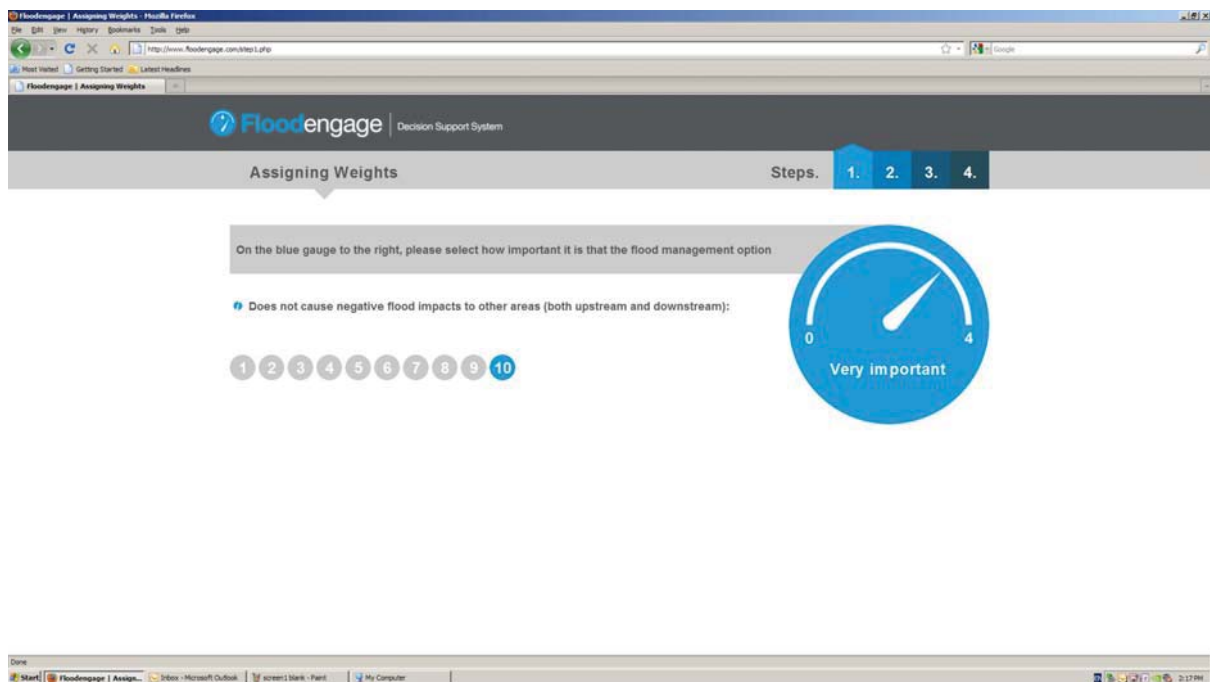 Floodengage | Assigning Weights - Mozilla Firefox
File Edit View History Bookmarks Tools Help
http://www.floodengage.com/step1.php
Google
Most Visited Getting Started Latest Headlines
Floodengage | Assigning Weights
Floodengage Decision Support System
Assigning Weights
Steps. 1. 2. 3. 4.
On the blue gauge to the right, please select how important it is that the flood management option
Does not cause negative flood impacts to other areas (both upstream and downstream):
0 4
Very important
1 2 3 4 5 6 7 8 9 10
Done
Start Floodengage | Assign... Inbox - Microsoft Outlook screen1 blank - Paint My Computer 2:17 PM